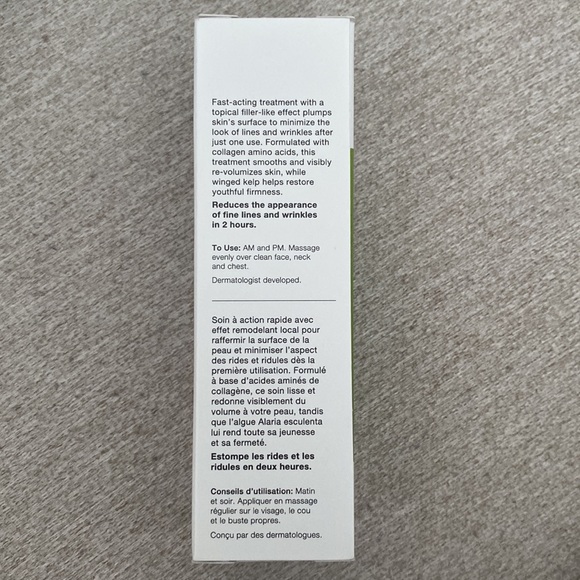 Fast-acting treatment with a
topical filler-like effect plumps
skin's surface to minimize the
look of lines and wrinkles after
just one use. Formulated with
collagen amino acids, this
treatment smooths and visibly
re-volumizes skin, while
winged kelp helps restore
youthful firmness.
Reduces the appearance
of fine lines and wrinkles
in 2 hours.
To Use: AM and PM. Massage
evenly over clean face, neck
and chest.
Dermatologist developed.
Soin à action rapide avec
effet remodelant local pour
raffermir la surface de la
peau et minimiser l'aspect
des rides et ridules dès la
première utilisation. Formulé
à base d'acides aminés de
collagène, ce soin lisse et
redonne visiblement du
volume à votre peau, tandis
que l'algue Alaria esculenta
lui rend toute sa jeunesse
et sa fermeté.
Estompe les rides et les
ridules en deux heures.
Conseils d'utilisation: Matin
et soir. Appliquer en massage
régulier sur le visage, le cou
et le buste propres.
Conçu par des dermatologues.